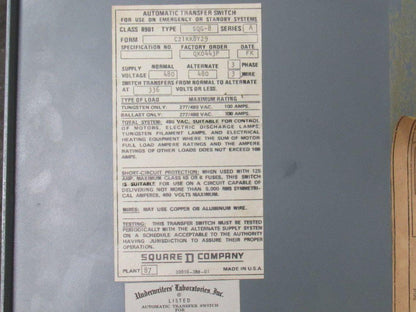 AUTOMATIC TRANSFER SWITCH
FOR USE ON EMERGENCY OR STANDBY SYSTEMS
CLASS 8981 TYPE SQG-8 SERIES A
FORM
SPECIFICATION NO. FACTORY ORDER DATE
FK
SUPPLY NORMAL ALTERNATE 3 PHASE
VOLTAGE 480 480 3 WIRE
SWITCH TRANSFERS FROM NORMAL TO ALTERNATE
AT 336 VOLTS OR LESS.
TYPE OF LOAD MAXIMUM RATING
TUNGSTEN ONLY: 277/480 VAC. 100 AMPS.
BALLAST ONLY: 277/480 VAC. 100 AMPS.
TOTAL SYSTEM: 480 VAC, SUITABLE FOR CONTROL
OF MOTORS, ELECTRIC DISCHARGE LAMPS,
TUNGSTEN FILAMENT LAMPS, AND ELECTRICAL
HEATING EQUIPMENT WHERE THE SUM OF MOTOR
FULL LOAD AMPERE RATINGS AND THE AMPERE
RATINGS OF OTHER LOADS DOES NOT EXCEED 100
AMPS.
SHORT-CIRCUIT PROTECTION: WHEN USED WITH 125
AMP. MAXIMUM CLASS K5 OR K FUSES, THIS SWITCH
IS SUITABLE FOR USE ON A CIRCUIT CAPABLE OF
DELIVERING NOT MORE THAN 5,000 RMS SYMMETRI-
CAL AMPERES, 480 VOLTS MAXIMUM.
WIRES: MAY USE COPPER OR ALUMINUM WIRE.
TESTING: THIS TRANSFER SWITCH MUST BE TESTED
PERIODICALLY WITH THE ALTERNATE SUPPLY SYSTEM
ON A SCHEDULE ACCEPTABLE TO THE AUTHORITY
HAVING JURISDICTION TO ASSURE THEIR PROPER
OPERATION.
SQUARE D COMPANY
PLANT 87 MADE IN U.S.A.
Underwriters' Laboratories, Inc.
LISTED
AUTOMATIC TRANSFER SWITCH
FOR